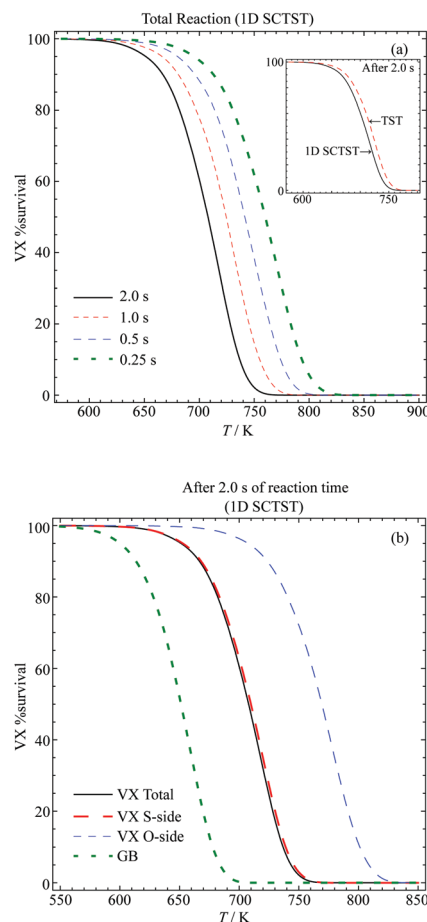 Total Reaction (1D SCTST)
100
80
60
40
20
0
VX %survival
(a)
After 2.0 s
TST
1D SCTST
600
750
2.0 s
1.0 s
0.5 s
0.25 s
600 650 700 750 800 850 900
T / K
After 2.0 s of reaction time
(1D SCTST)
100
80
60
40
20
0
VX %survival
(b)
VX Total
VX S-side
VX O-side
GB
550 600 650 700 750 800 850
T / K